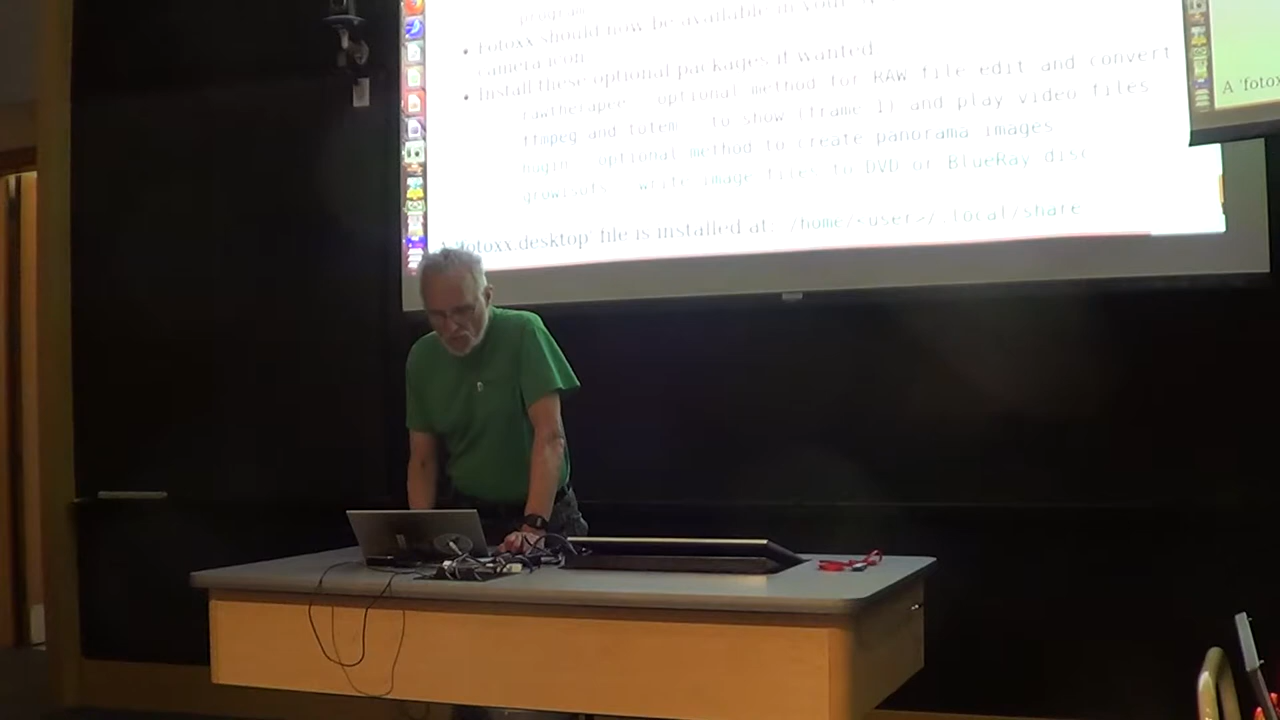 program
• Fotoxx should now be available in your
camera icon
• Install these optional packages if wanted
rawtherapee optional method for RAW file edit and convert
ffmpeg and totem to show (frame 1) and play video files
hugin optional method to create panorama images
growisofs write image files to DVD or BlueRay disc
'fotoxx.desktop' file is installed at: /home/<user>/.local/share
A 'fotox